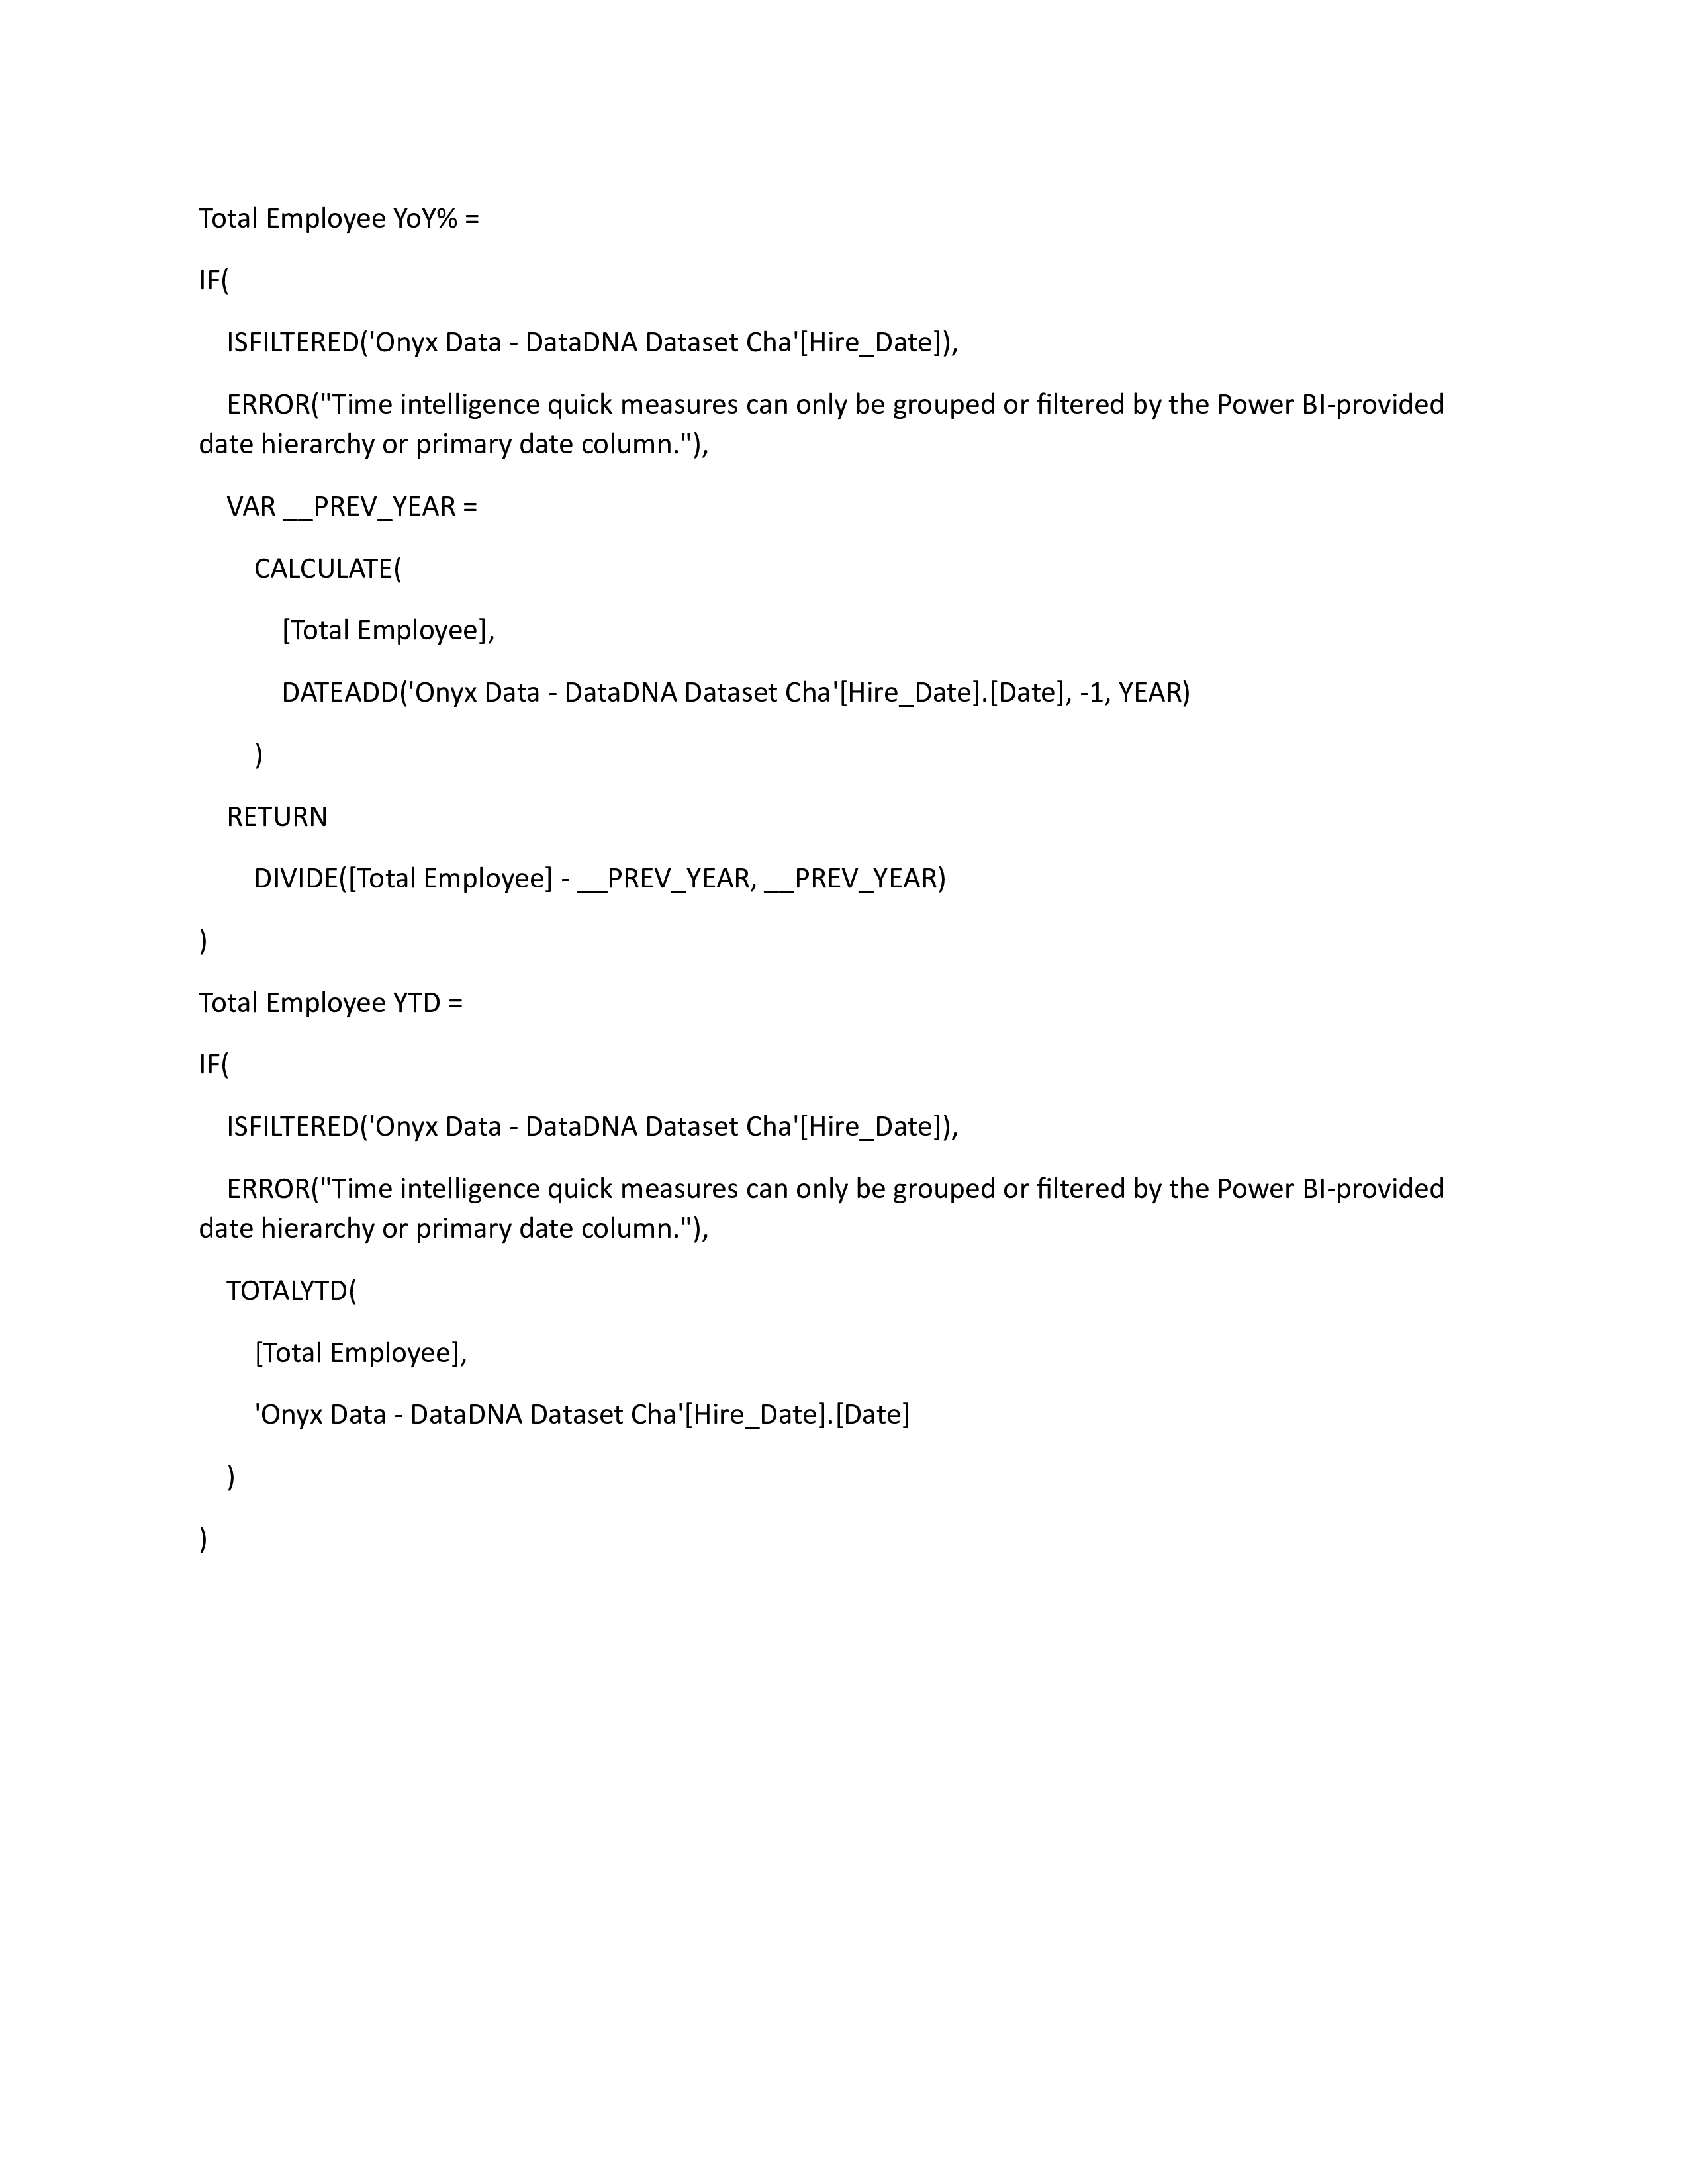 Total Employee YoY% =
IF(
ISFILTERED('Onyx Data - DataDNA Dataset Cha'[Hire_Date]),
ERROR("Time intelligence quick measures can only be grouped or filtered by the Power BI-provided
date hierarchy or primary date column."),
VAR __PREV_YEAR =
CALCULATE(
[Total Employee],
DATEADD('Onyx Data - DataDNA Dataset Cha'[Hire_Date].[Date], -1, YEAR)
)
RETURN
DIVIDE([Total Employee] - __PREV_YEAR, __PREV_YEAR)
)
Total Employee YTD =
IF(
ISFILTERED('Onyx Data - DataDNA Dataset Cha'[Hire_Date]),
ERROR("Time intelligence quick measures can only be grouped or filtered by the Power BI-provided
date hierarchy or primary date column."),
TOTALYTD(
[Total Employee],
'Onyx Data - DataDNA Dataset Cha'[Hire_Date].[Date]
)
)